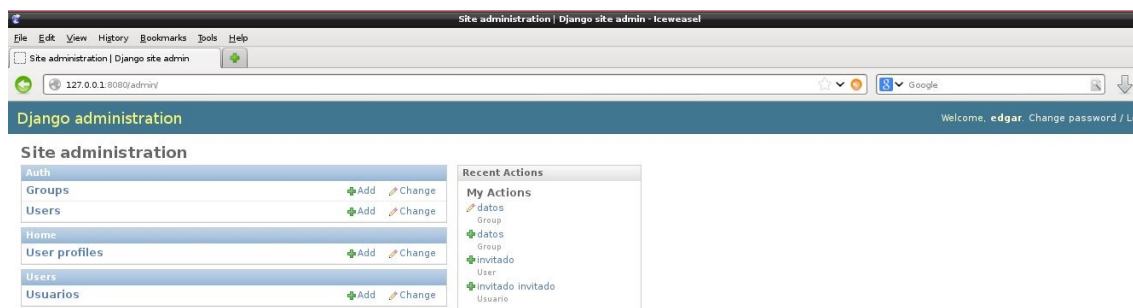 Site administration | Django site admin - Iceweasel
File Edit View History Bookmarks Tools Help
Site administration | Django site admin
127.0.0.1:8080/admin/
Google
Django administration
Welcome, edgar. Change password / L
Site administration
Auth
Groups Add Change
Users Add Change
Home
User profiles Add Change
Users
Usuarios Add Change
Recent Actions
My Actions
datos
Group
datos
Group
invitado
User
invitado invitado
Usuario